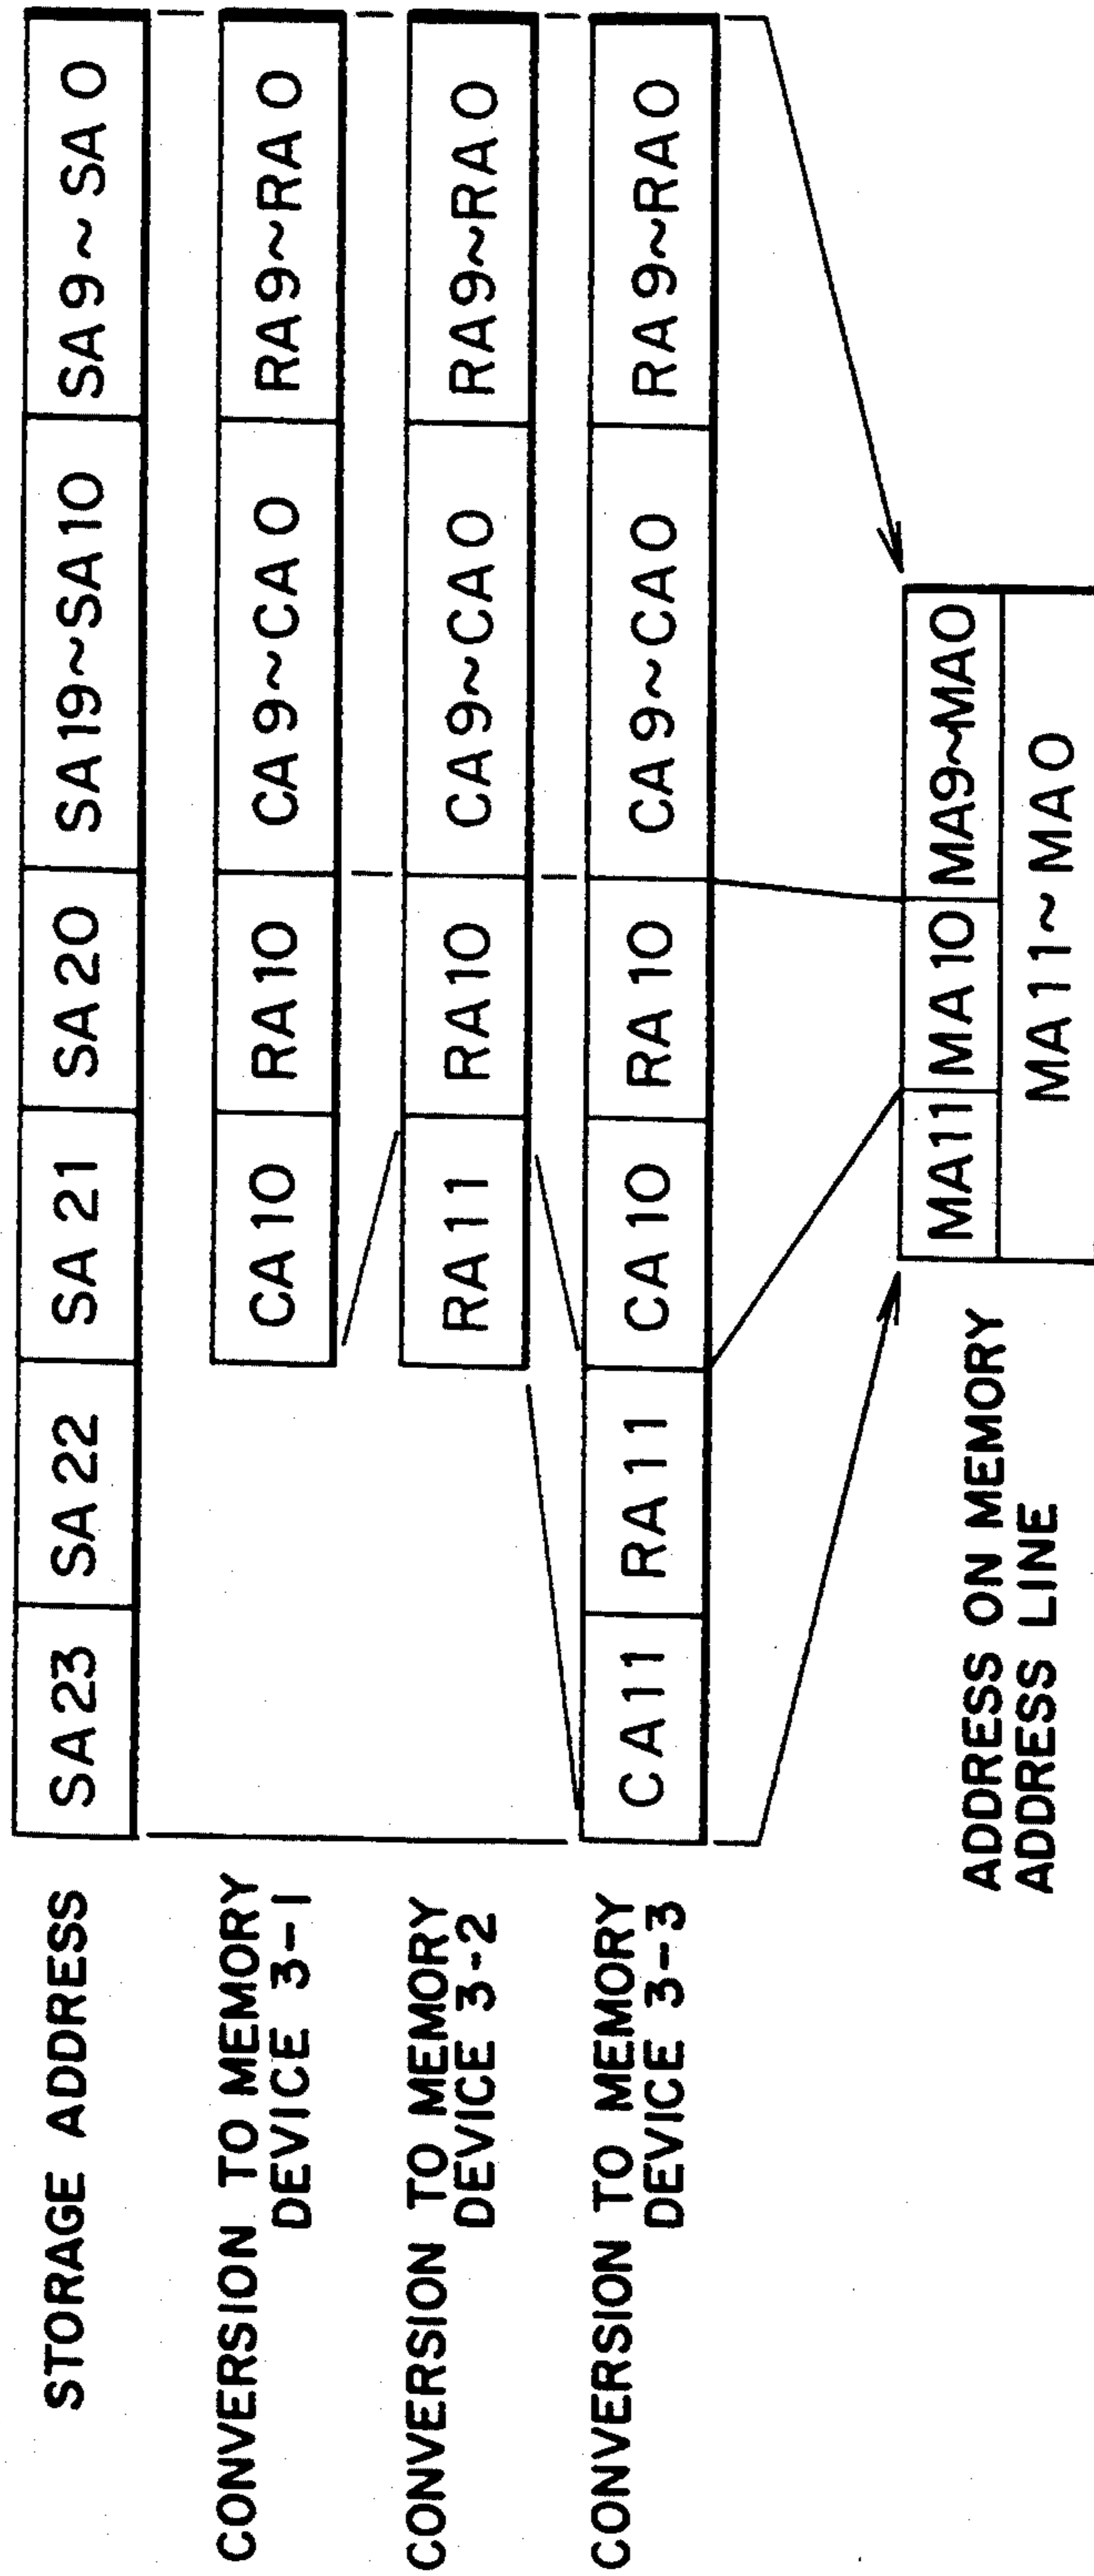 STORAGE ADDRESS
SA23 SA22 SA21 SA20 SA19~SA10 SA9~SA0
CONVERSION TO MEMORY
DEVICE 3-1
CA10 RA10 CA9~CA0 RA9~RA0
CONVERSION TO MEMORY
DEVICE 3-2
RA11 RA10 CA9~CA0 RA9~RA0
CONVERSION TO MEMORY
DEVICE 3-3
CA11 RA11 CA10 RA10 CA9~CA0 RA9~RA0
ADDRESS ON MEMORY
ADDRESS LINE
MA11 MA10 MA9~MA0
MA11~MA0